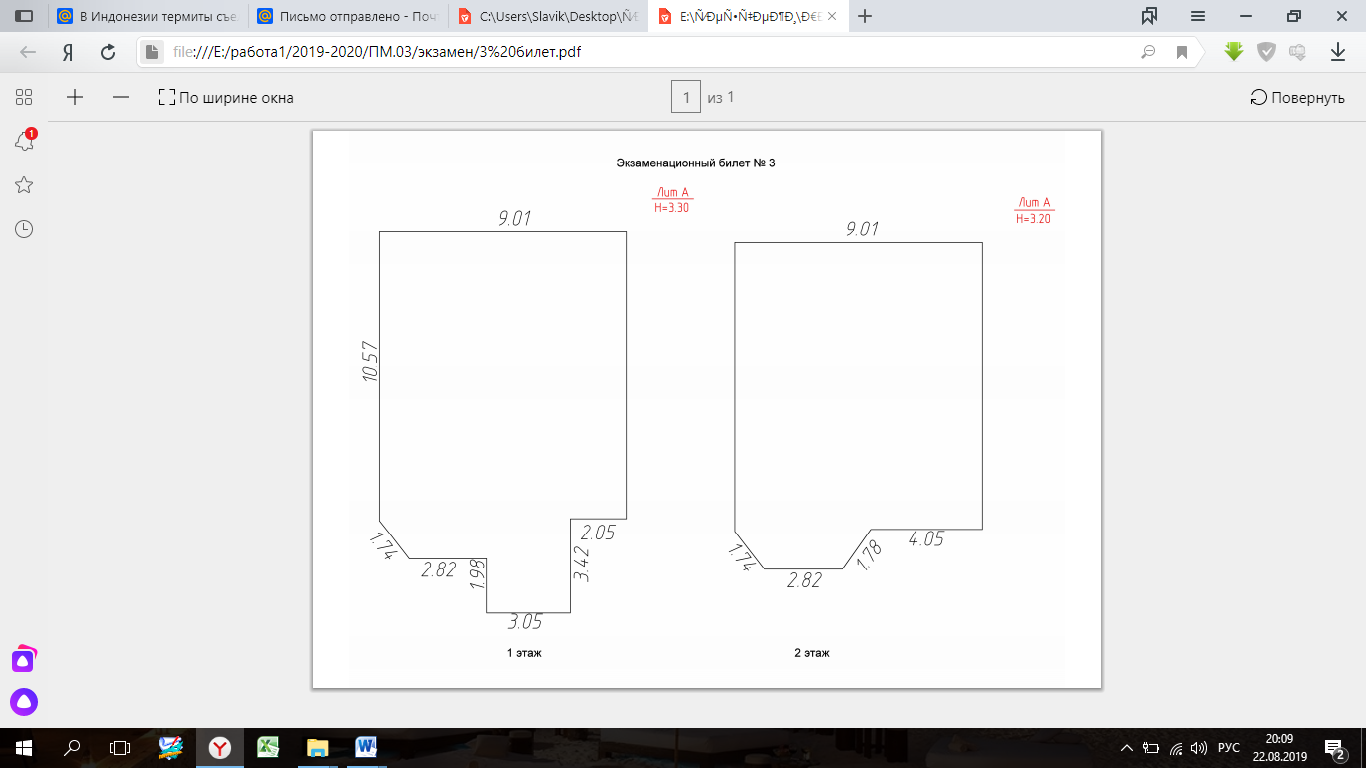 В Индонезии термиты съе
Письмо отправлено - Поч
C:\Users\Slavik\Desktop\
file:///E:/работа1/2019-2020/ПМ.03/экзамен/3%20билет.pdf
По ширине окна
1 из 1
Повернуть
1
Экзаменационный билет № 3
Лит А
Н=3.30
Лит А
Н=3.20
9.01
9.01
10.57
1.74
2.82
1.98
3.05
3.42
2.05
1.74
2.82
1.78
4.05
1 этаж
2 этаж
РУС
20:09
22.08.2019
2